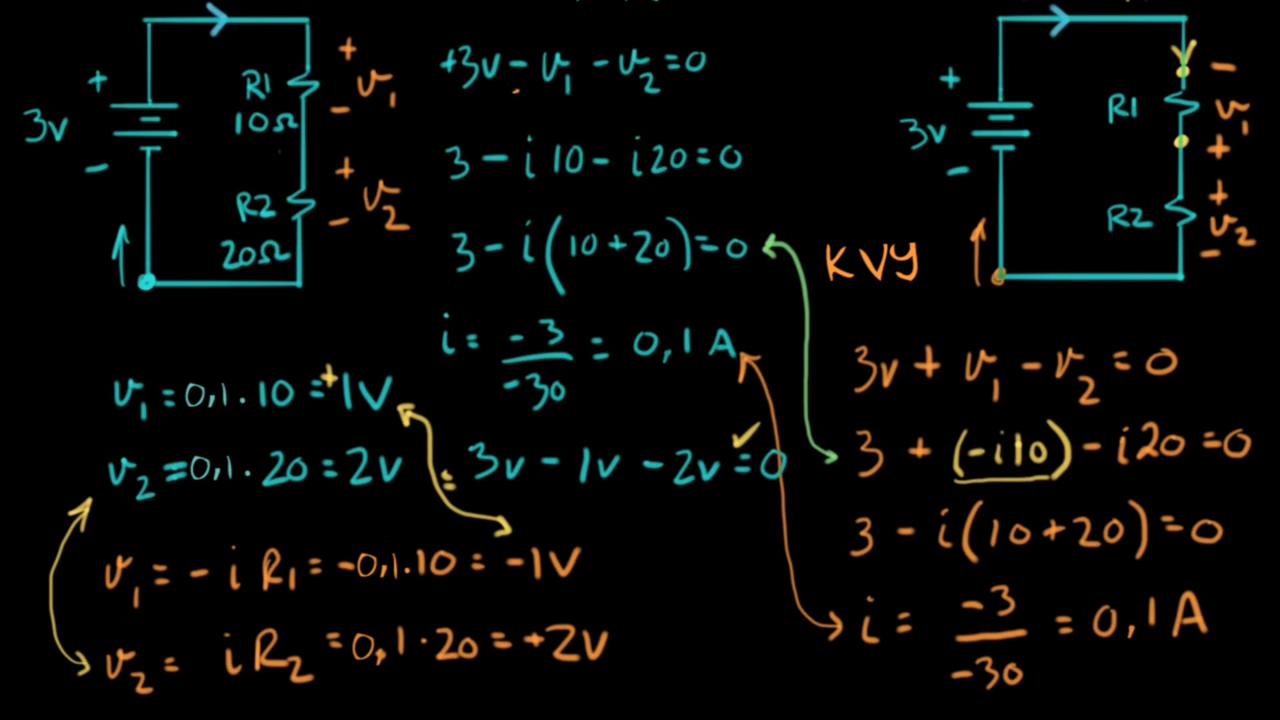 +
3v
-
R1
10Ω
R2
20Ω
+
v1
-
+
v2
-
+3v - v1 - v2 = 0
3 - i10 - i20 = 0
3 - i(10+20) = 0
i = -3/-30 = 0,1 A
v1 = 0,1 . 10 = +1V
v2 = 0,1 . 20 = 2v
3v - 1v - 2v = 0 ✓
v1 = - i R1 = -0,1.10 = -1V
v2 = i R2 = 0,1.20 = +2v
KVY
+
3v
-
R1
R2
-
v1
+
+
v2
-
3v + v1 - v2 = 0
3 + (-i10) - i20 = 0
3 - i(10+20) = 0
i = -3/-30 = 0,1 A